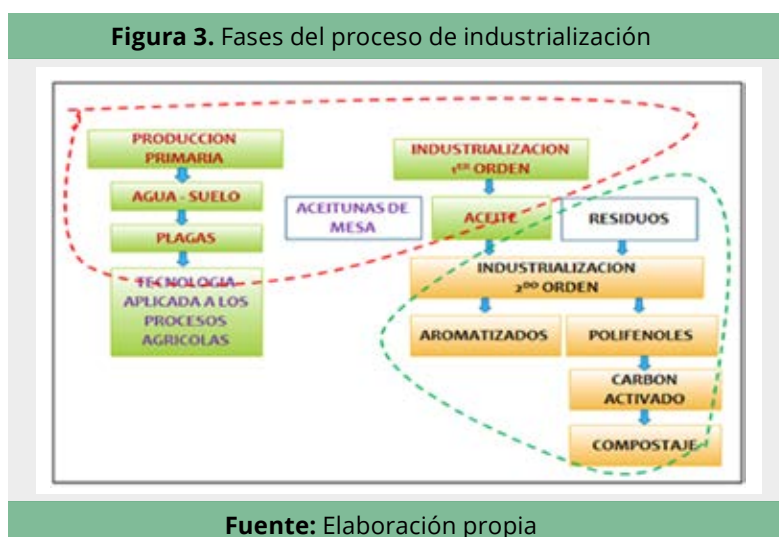 Figura 3. Fases del proceso de industrialización
PRODUCCION
PRIMARIA
AGUA - SUELO
PLAGAS
TECNOLOGIA
APLICADA A LOS
PROCESOS
AGRICOLAS
ACEITUNAS DE
MESA
INDUSTRIALIZACION
1ER ORDEN
ACEITE
RESIDUOS
INDUSTRIALIZACION
2DO ORDEN
AROMATIZADOS
POLIFENOLES
CARBON
ACTIVADO
COMPOSTAJE
Fuente: Elaboración propia